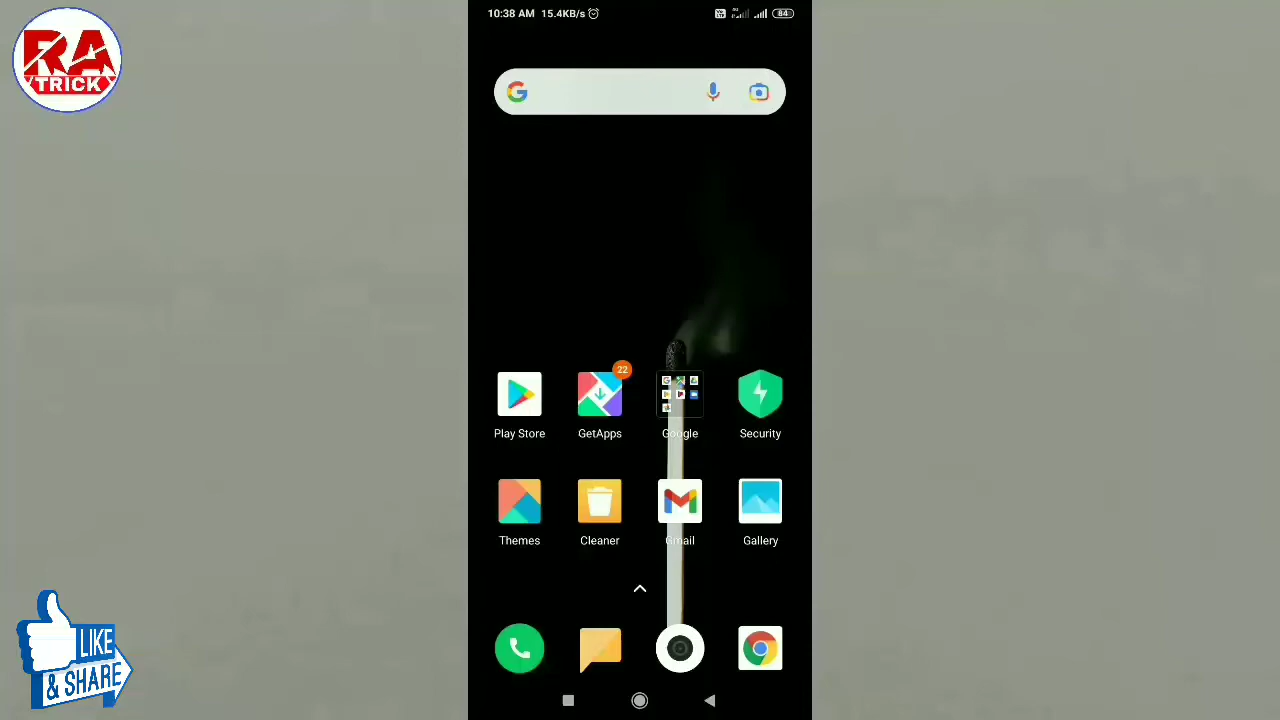 RA
TRICK
10:38 AM 15.4KB/s
84
22
Play Store
GetApps
Google
Security
Themes
Cleaner
Gmail
Gallery
LIKE
& SHARE